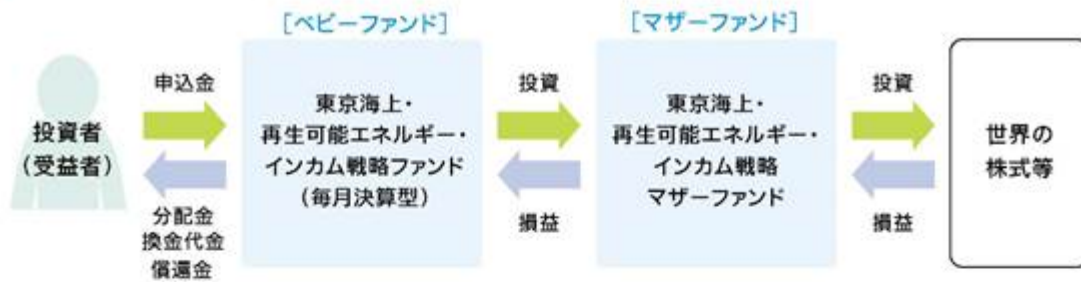 ［ベビーファンド］
［マザーファンド］
申込金
投資
投資
投資者
（受益者）
東京海上・
再生可能エネルギー・
インカム戦略ファンド
（毎月決算型）
東京海上・
再生可能エネルギー・
インカム戦略
マザーファンド
世界の
株式等
分配金
換金代金
償還金
損益
損益